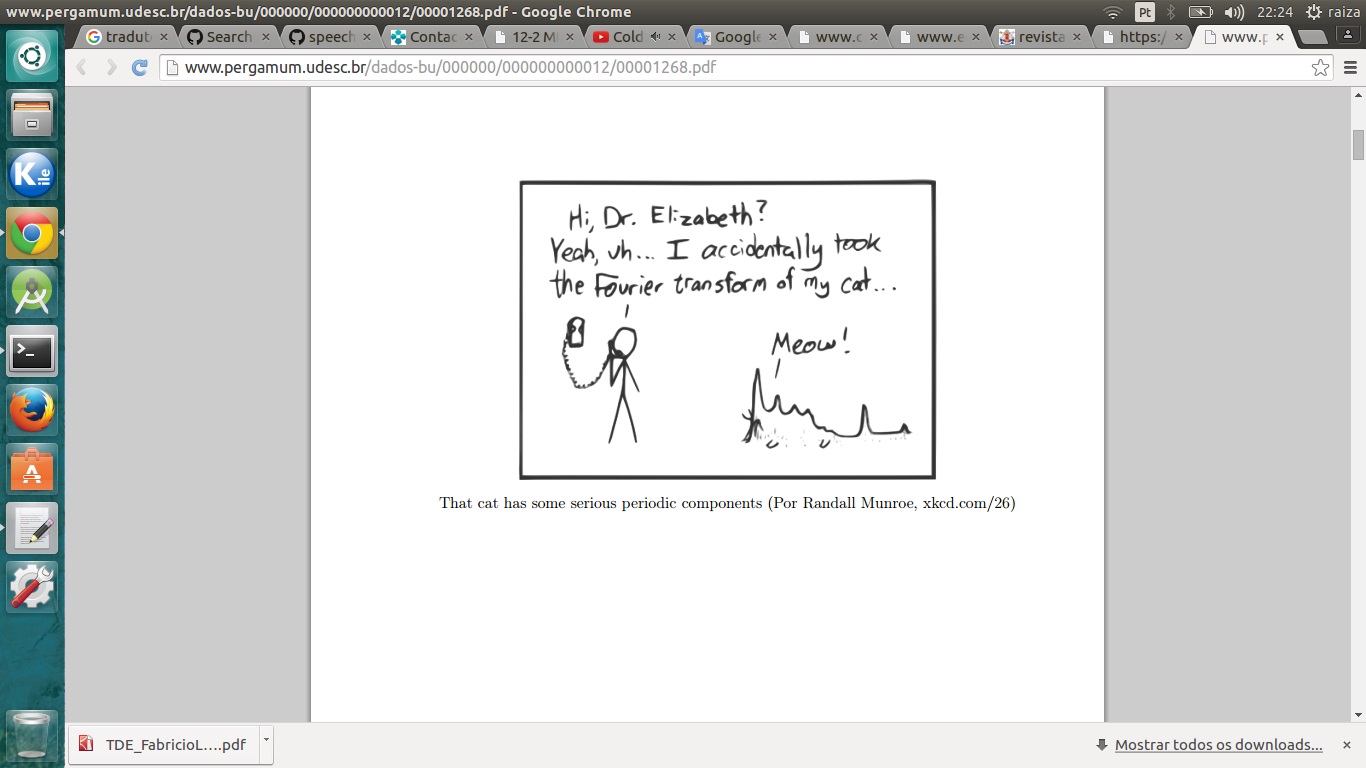 www.pergamum.udesc.br/dados-bu/000000/000000000012/00001268.pdf - Google Chrome
Pt 22:24 raiza
tradut Search speech Contac 12-2 M Cold Google www.c www.e revista https:/ www.p
www.pergamum.udesc.br/dados-bu/000000/000000000012/00001268.pdf
Hi, Dr. Elizabeth?
Yeah, uh... I accidentally took
the Fourier transform of my cat...
Meow!
That cat has some serious periodic components (Por Randall Munroe, xkcd.com/26)
TDE_FabricioL....pdf
Mostrar todos os downloads...